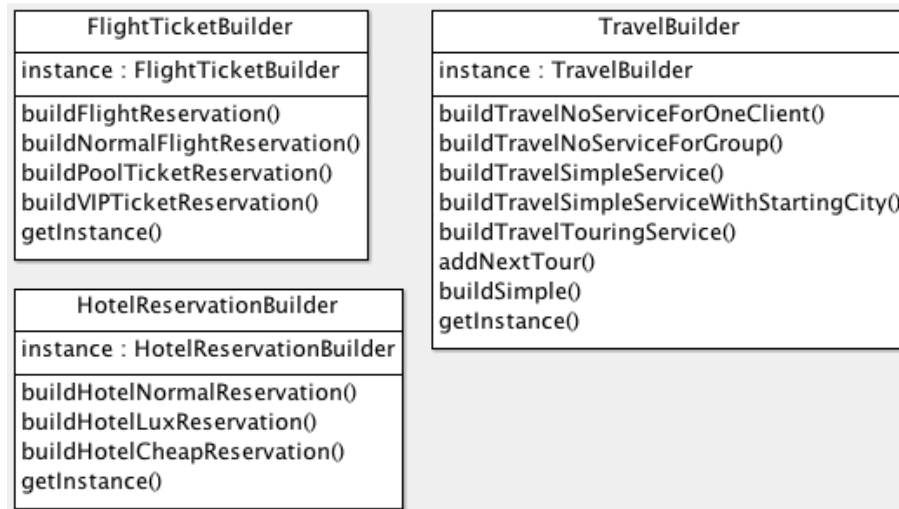 FlightTicketBuilder
instance : FlightTicketBuilder
buildFlightReservation()
buildNormalFlightReservation()
buildPoolTicketReservation()
buildVIPTicketReservation()
getInstance()
HotelReservationBuilder
instance : HotelReservationBuilder
buildHotelNormalReservation()
buildHotelLuxReservation()
buildHotelCheapReservation()
getInstance()
TravelBuilder
instance : TravelBuilder
buildTravelNoServiceForOneClient()
buildTravelNoServiceForGroup()
buildTravelSimpleService()
buildTravelSimpleServiceWithStartingCity()
buildTravelTouringService()
addNextTour()
buildSimple()
getInstance()